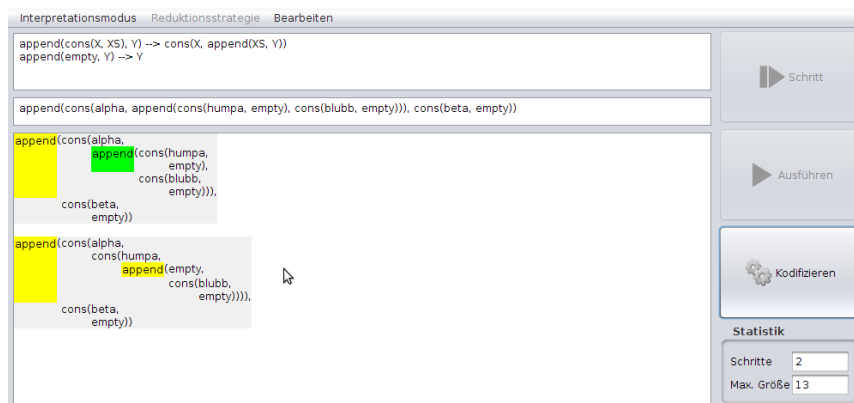 Interpretationsmodus Reduktionsstrategie Bearbeiten
append(cons(X, XS), Y) --> cons(X, append(XS, Y))
append(empty, Y) --> Y
Schritt
append(cons(alpha, append(cons(humpa, empty), cons(blubb, empty))), cons(beta, empty))
append(cons(alpha,
append(cons(humpa,
empty),
cons(blubb,
empty))),
cons(beta,
empty))
Ausführen
append(cons(alpha,
cons(humpa,
append(empty,
cons(blubb,
empty)))),
cons(beta,
empty))
Kodifizieren
Statistik
Schritte 2
Max. Größe 13